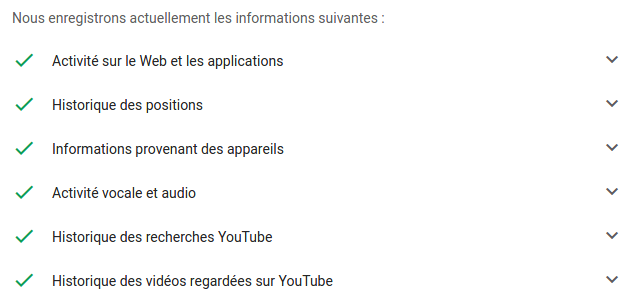 Nous enregistrons actuellement les informations suivantes :
Activité sur le Web et les applications
Historique des positions
Informations provenant des appareils
Activité vocale et audio
Historique des recherches YouTube
Historique des vidéos regardées sur YouTube